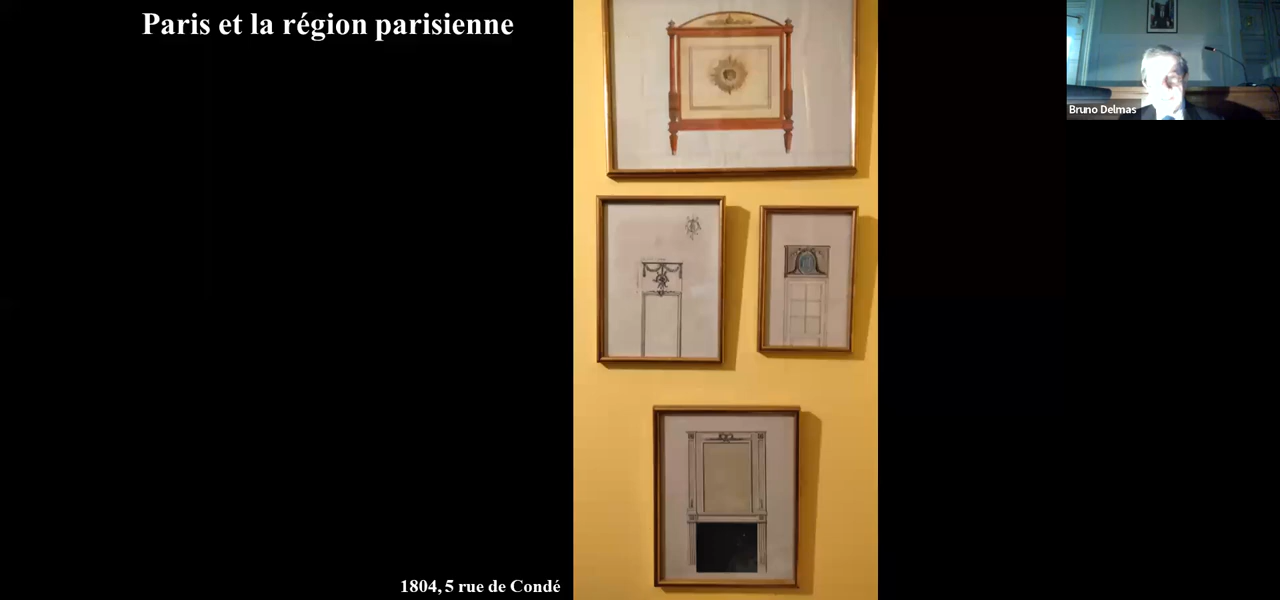 Paris et la région parisienne
Bruno Delmas
1804, 5 rue de Condé